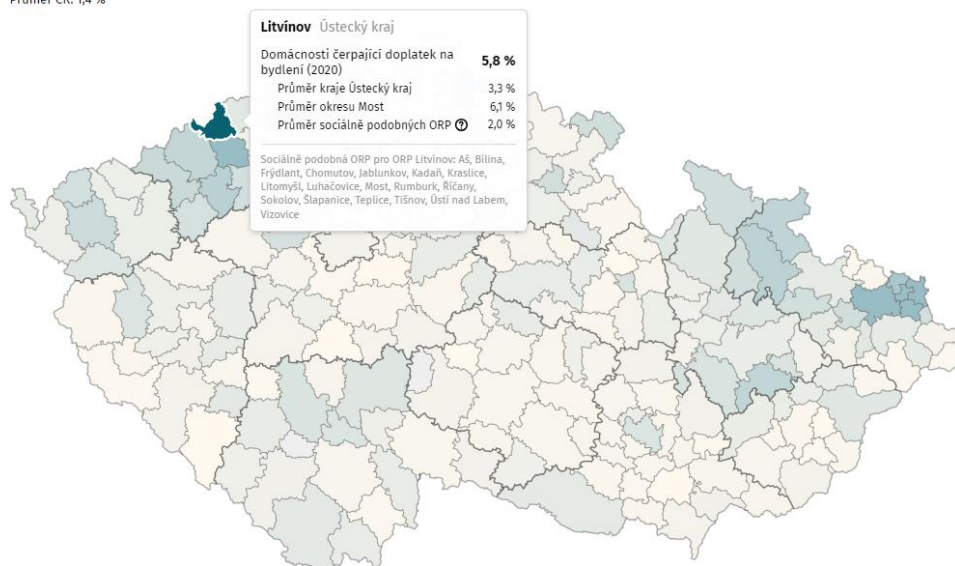 Průměr ČR: 1,4 %
Litvínov Ústecký kraj
Domácnosti čerpající doplatek na
bydlení (2020) 5,8 %
Průměr kraje Ústecký kraj 3,3 %
Průměr okresu Most 6,1 %
Průměr sociálně podobných ORP ? 2,0 %
Sociálně podobná ORP pro ORP Litvínov: Aš, Bílina,
Frýdlant, Chomutov, Jablunkov, Kadaň, Kraslice,
Litomyšl, Luhačovice, Most, Rumburk, Říčany,
Sokolov, Šlapanice, Teplice, Tišnov, Ústí nad Labem,
Vizovice